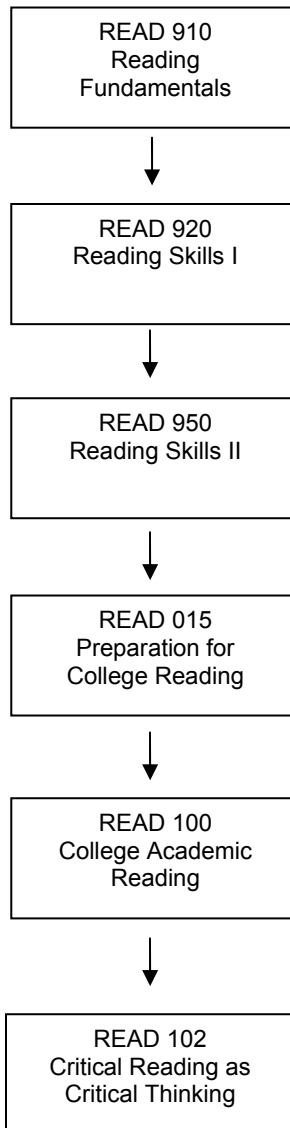 READ 910
Reading
Fundamentals
READ 920
Reading Skills I
READ 950
Reading Skills II
READ 015
Preparation for
College Reading
READ 100
College Academic
Reading
READ 102
Critical Reading as
Critical Thinking